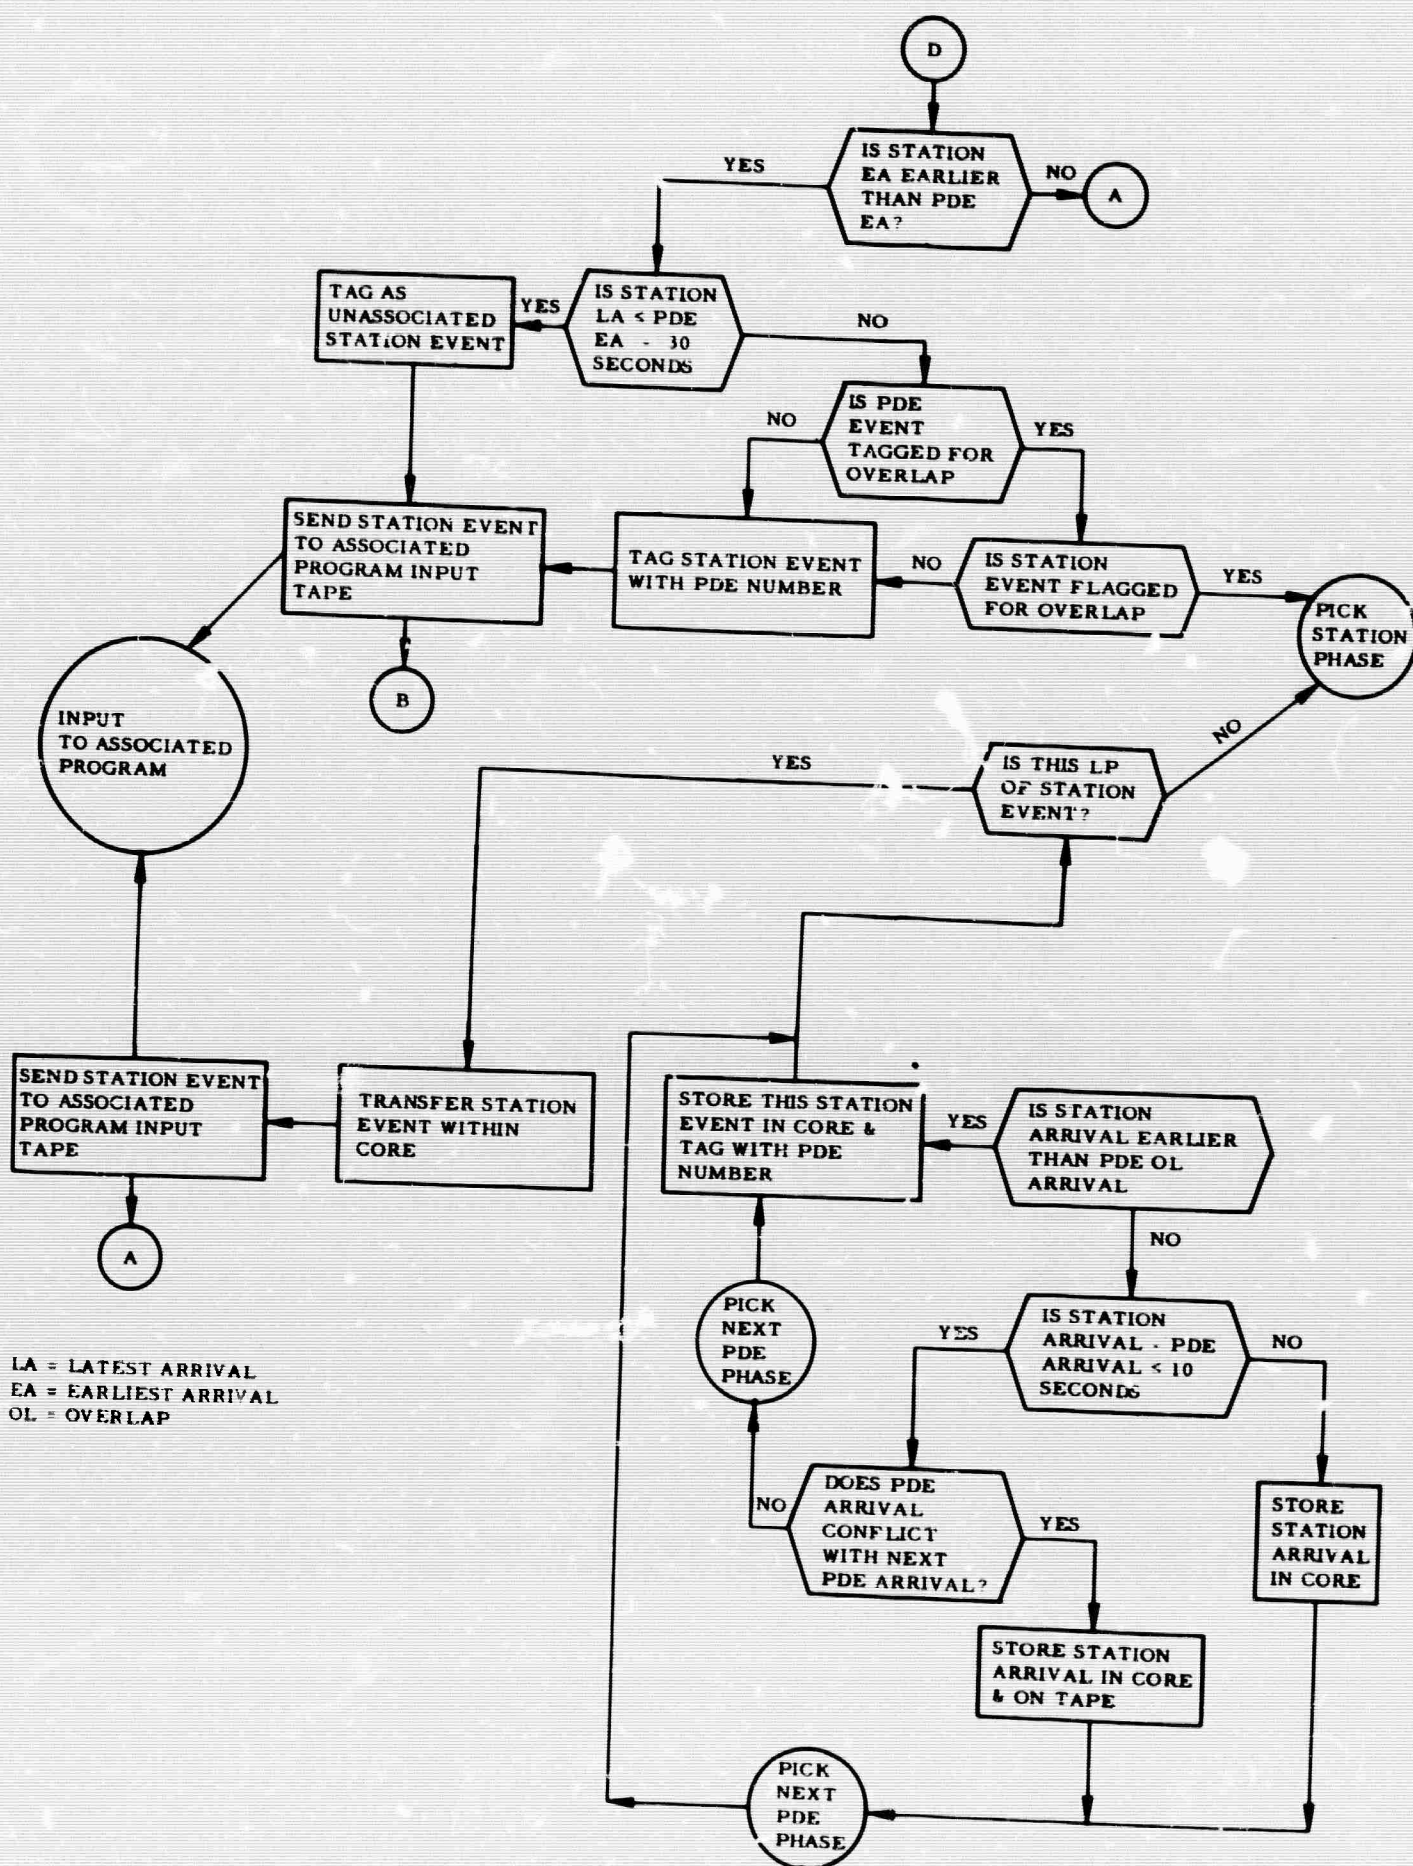 D
IS STATION
EA EARLIER
THAN PDE
EA?
YES
NO
A
TAG AS
UNASSOCIATED
STATION EVENT
YES
IS STATION
LA < PDE
EA - 30
SECONDS
NO
IS PDE
EVENT
TAGGED FOR
OVERLAP
NO
YES
SEND STATION EVENT
TO ASSOCIATED
PROGRAM INPUT
TAPE
TAG STATION EVENT
WITH PDE NUMBER
NO
IS STATION
EVENT FLAGGED
FOR OVERLAP
YES
PICK
STATION
PHASE
B
INPUT
TO ASSOCIATED
PROGRAM
YES
IS THIS LP
OF STATION
EVENT?
NO
SEND STATION EVENT
TO ASSOCIATED
PROGRAM INPUT
TAPE
TRANSFER STATION
EVENT WITHIN
CORE
STORE THIS STATION
EVENT IN CORE &
TAG WITH PDE
NUMBER
YES
IS STATION
ARRIVAL EARLIER
THAN PDE OL
ARRIVAL
A
NO
PICK
NEXT
PDE
PHASE
YES
IS STATION
ARRIVAL - PDE
ARRIVAL < 10
SECONDS
NO
LA = LATEST ARRIVAL
EA = EARLIEST ARRIVAL
OL = OVERLAP
NO
DOES PDE
ARRIVAL
CONFLICT
WITH NEXT
PDE ARRIVAL?
YES
STORE
STATION
ARRIVAL
IN CORE
STORE STATION
ARRIVAL IN CORE
& ON TAPE
PICK
NEXT
PDE
PHASE